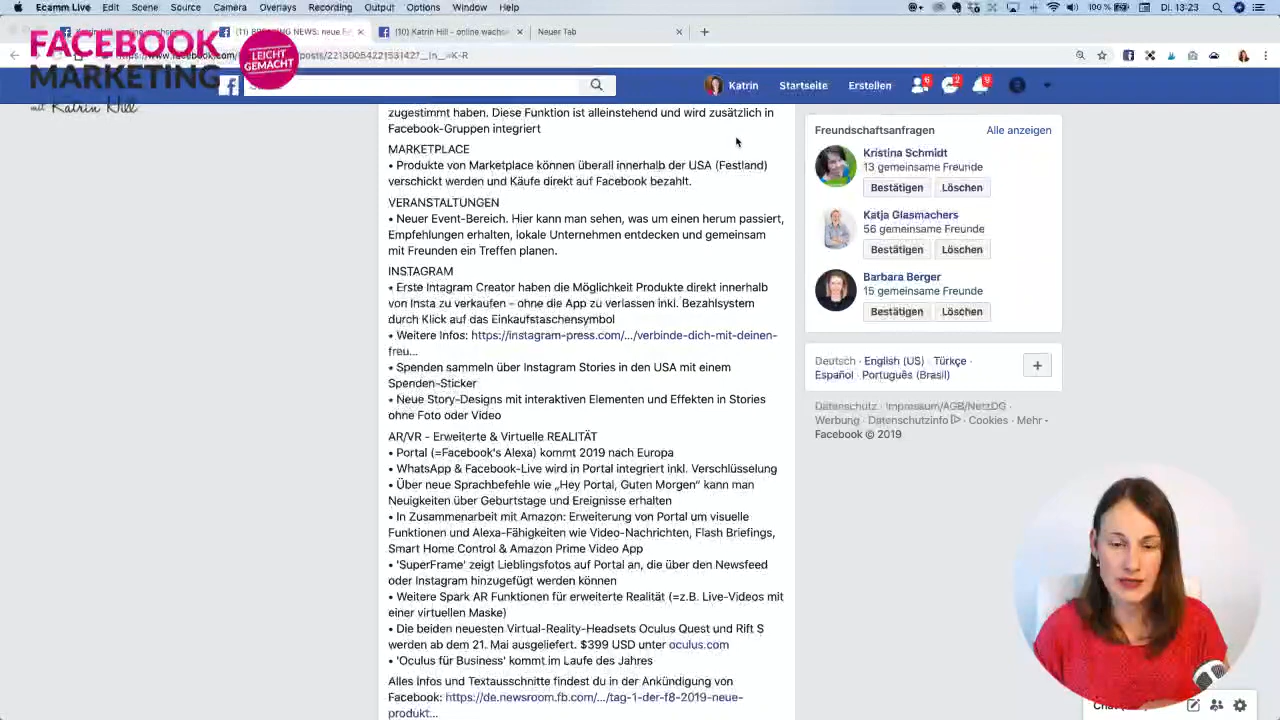 Ecamm Live File Edit Scene Source Camera Overlays Recording Output Options Window Help 100% Di. 13:23
(11) BREAKING NEWS: neue Fe
(10) Katrin Hill - online wachs
Neuer Tab
FACEBOOK
MARKETING
LEICHT
GEMACHT
mit Katrin Hill
Katrin Startseite Erstellen 6 2 9
zugestimmt haben. Diese Funktion ist alleinstehend und wird zusätzlich in
Facebook-Gruppen integriert
MARKETPLACE
• Produkte von Marketplace können überall innerhalb der USA (Festland)
verschickt werden und Käufe direkt auf Facebook bezahlt.
VERANSTALTUNGEN
• Neuer Event-Bereich. Hier kann man sehen, was um einen herum passiert,
Empfehlungen erhalten, lokale Unternehmen entdecken und gemeinsam
mit Freunden ein Treffen planen.
INSTAGRAM
• Erste Intagram Creator haben die Möglichkeit Produkte direkt innerhalb
von Insta zu verkaufen - ohne die App zu verlassen inkl. Bezahlsystem
durch Klick auf das Einkaufstaschensymbol
• Weitere Infos: https://instagram-press.com/.../verbinde-dich-mit-deinen-
freu...
• Spenden sammeln über Instagram Stories in den USA mit einem
Spenden-Sticker
• Neue Story-Designs mit interaktiven Elementen und Effekten in Stories
ohne Foto oder Video
AR/VR - Erweiterte & Virtuelle REALITÄT
• Portal (=Facebook's Alexa) kommt 2019 nach Europa
• WhatsApp & Facebook-Live wird in Portal integriert inkl. Verschlüsselung
• Über neue Sprachbefehle wie „Hey Portal, Guten Morgen“ kann man
Neuigkeiten über Geburtstage und Ereignisse erhalten
• In Zusammenarbeit mit Amazon: Erweiterung von Portal um visuelle
Funktionen und Alexa-Fähigkeiten wie Video-Nachrichten, Flash Briefings,
Smart Home Control & Amazon Prime Video App
• 'SuperFrame' zeigt Lieblingsfotos auf Portal an, die über den Newsfeed
oder Instagram hinzugefügt werden können
• Weitere Spark AR Funktionen für erweiterte Realität (=z.B. Live-Videos mit
einer virtuellen Maske)
• Die beiden neuesten Virtual-Reality-Headsets Oculus Quest und Rift S
werden ab dem 21. Mai ausgeliefert. $399 USD unter oculus.com
• 'Oculus für Business' kommt im Laufe des Jahres
Alles Infos und Textausschnitte findest du in der Ankündigung von
Facebook: https://de.newsroom.fb.com/.../tag-1-der-f8-2019-neue-
produkt...
Freundschaftsanfragen Alle anzeigen
Kristina Schmidt
13 gemeinsame Freunde
Bestätigen Löschen
Katja Glasmachers
56 gemeinsame Freunde
Bestätigen Löschen
Barbara Berger
15 gemeinsame Freunde
Bestätigen Löschen
Deutsch · English (US) · Türkçe ·
Español · Português (Brasil)
Datenschutz · Impressum/AGB/NetzDG ·
Werbung · Datenschutzinfo · Cookies · Mehr
Facebook © 2019